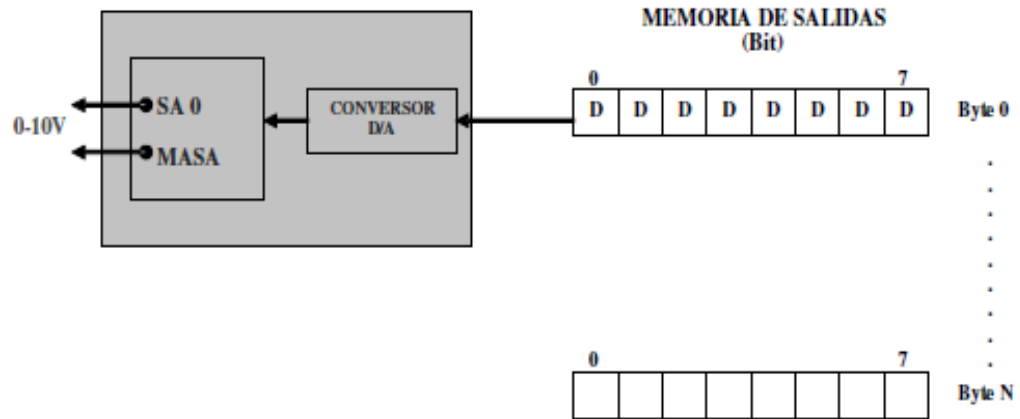 MEMORIA DE SALIDAS
(Bit)
0 7
SA 0
MASA
0-10V
CONVERSOR
D/A
D D D D D D D D
Byte 0
0 7
Byte N